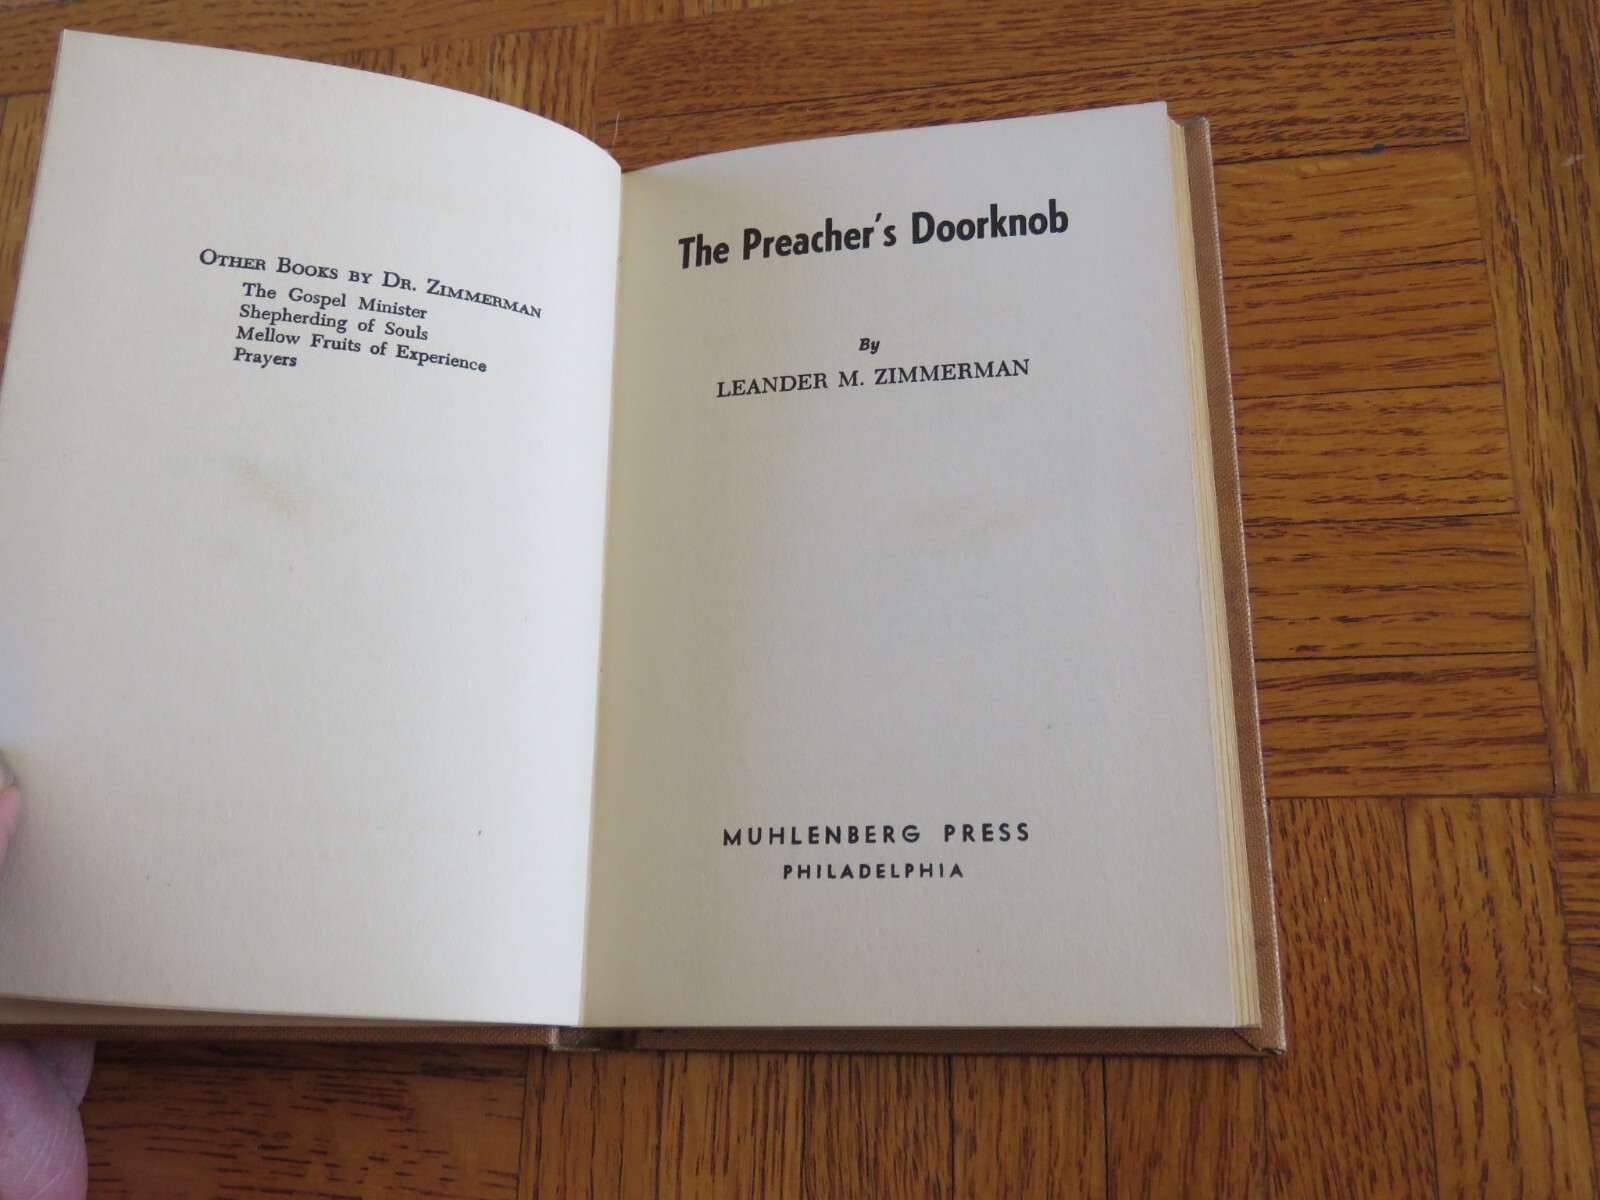 OTHER BOOKS BY DR. ZIMMERMAN
The Gospel Minister
Shepherding of Souls
Mellow Fruits of Experience
Prayers
The Preacher's Doorknob
By
LEANDER M. ZIMMERMAN
MUHLENBERG PRESS
PHILADELPHIA